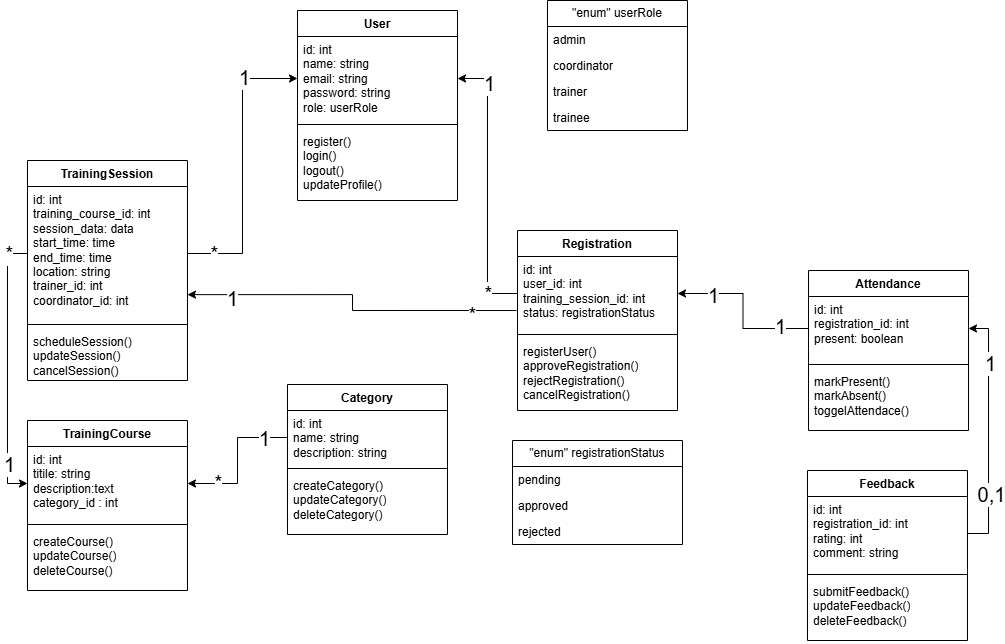 User
id: int
name: string
email: string
password: string
role: userRole
register()
login()
logout()
updateProfile()
"enum" userRole
admin
coordinator
trainer
trainee
1
1
TrainingSession
id: int
training_course_id: int
session_data: data
start_time: time
end_time: time
location: string
trainer_id: int
coordinator_id: int
scheduleSession()
updateSession()
cancelSession()
*
*
1
Registration
id: int
user_id: int
training_session_id: int
status: registrationStatus
registerUser()
approveRegistration()
rejectRegistration()
cancelRegistration()
*
*
1
1
Attendance
id: int
registration_id: int
present: boolean
markPresent()
markAbsent()
toggelAttendace()
1
TrainingCourse
id: int
titile: string
description:text
category_id : int
createCourse()
updateCourse()
deleteCourse()
1
*
1
Category
id: int
name: string
description: string
createCategory()
updateCategory()
deleteCategory()
"enum" registrationStatus
pending
approved
rejected
Feedback
id: int
registration_id: int
rating: int
comment: string
submitFeedback()
updateFeedback()
deleteFeedback()
0,1